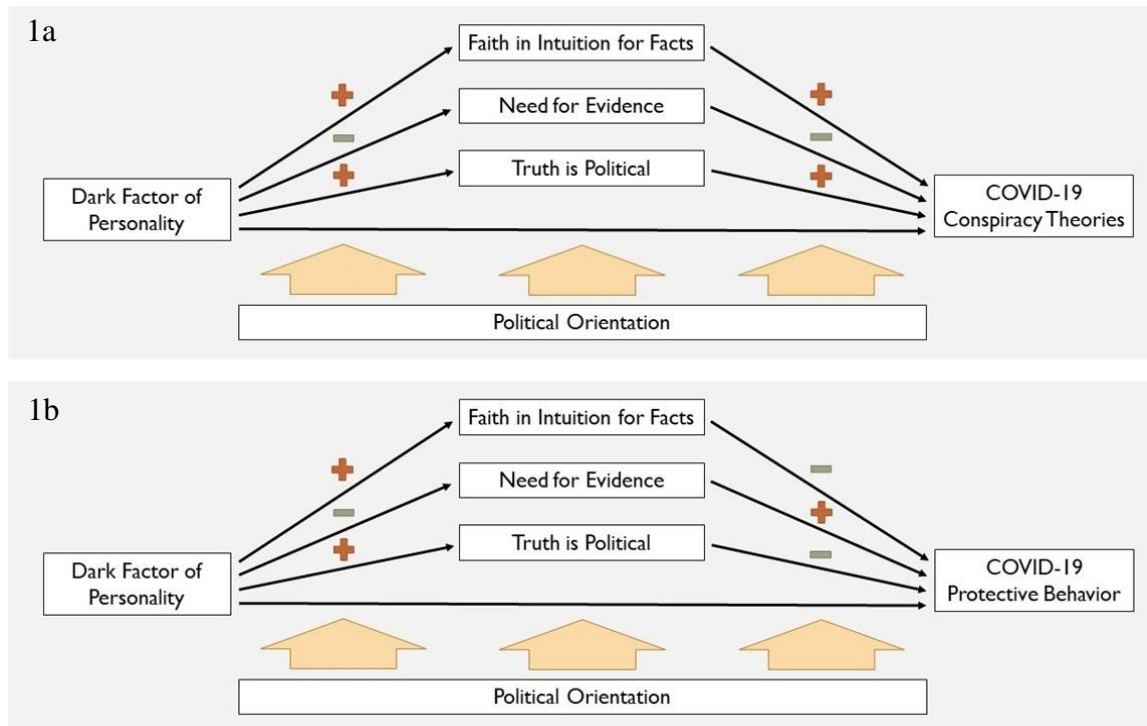 1a
Faith in Intuition for Facts
Need for Evidence
Truth is Political
Dark Factor of
Personality
COVID-19
Conspiracy Theories
Political Orientation
1b
Faith in Intuition for Facts
Need for Evidence
Truth is Political
Dark Factor of
Personality
COVID-19
Protective Behavior
Political Orientation